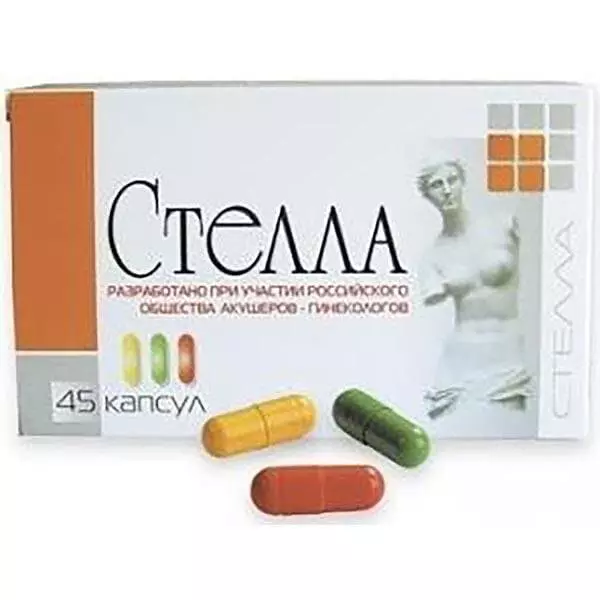 Стелла
РАЗРАБОТАНО ПРИ УЧАСТИИ РОССИЙСКОГО
ОБЩЕСТВА АКУШЕРОВ - ГИНЕКОЛОГОВ
45 капсул
СТЕЛЛА